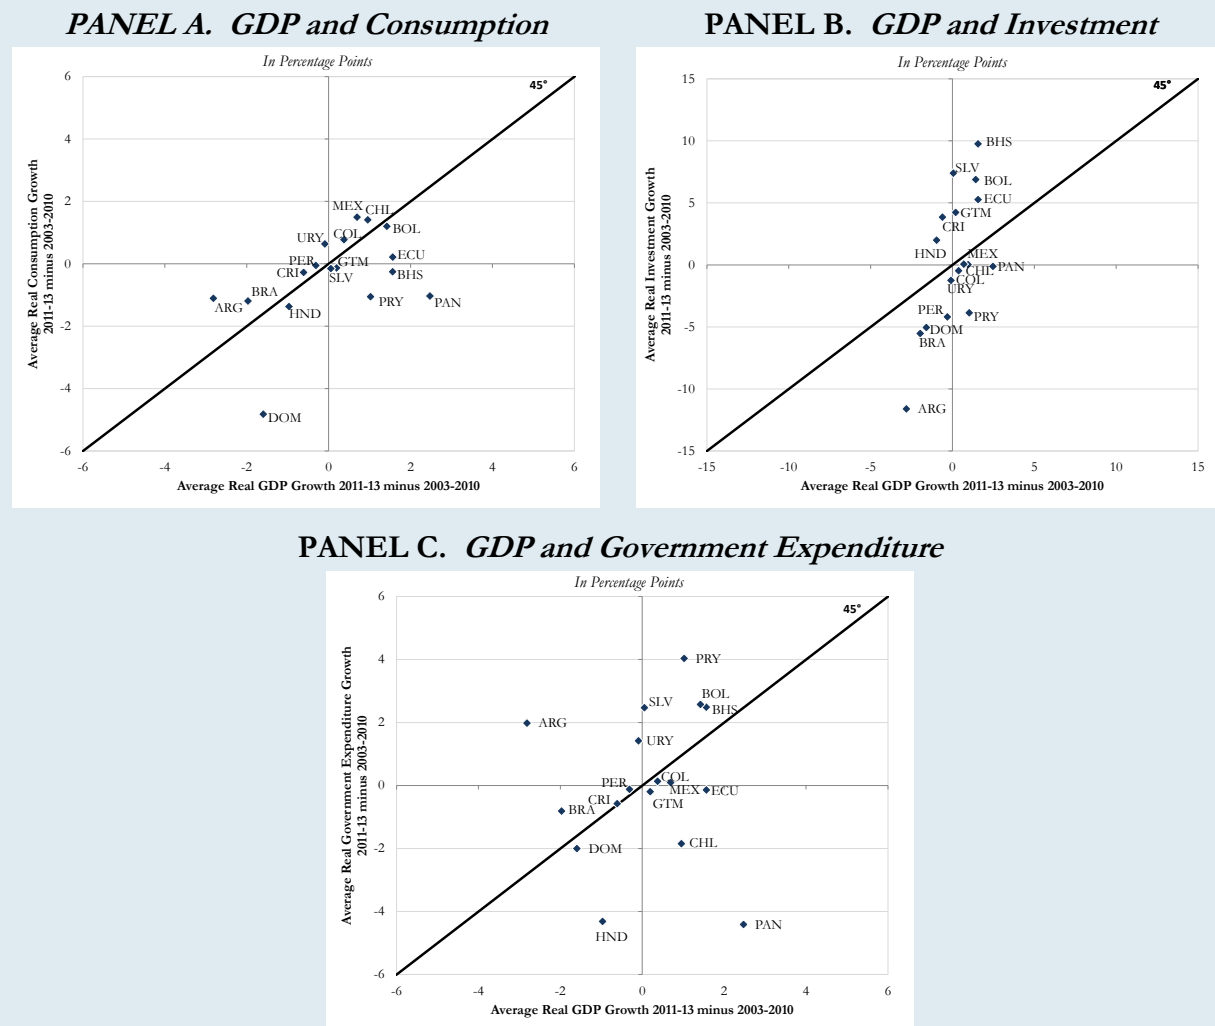 PANEL A. GDP and Consumption
In Percentage Points
6
45°
4
2
MEX
CHL
BOL
URY
COL
ECU
PER
GTM
0
CRI
SLV
BHS
BRA
ARG
HND
PRY
PAN
-2
-4
DOM
-6
-6 -4 -2 0 2 4 6
Average Real Consumption Growth
2011-13 minus 2003-2010
Average Real GDP Growth 2011-13 minus 2003-2010
PANEL B. GDP and Investment
In Percentage Points
15
45°
10
BHS
SLV
BOL
5
ECU
GTM
CRI
HND
MEX
0
CHL
PAN
COL
URY
PER
PRY
-5
DOM
BRA
-10
ARG
-15
-15 -10 -5 0 5 10 15
Average Real Investment Growth
2011-13 minus 2003-2010
Average Real GDP Growth 2011-13 minus 2003-2010
PANEL C. GDP and Government Expenditure
In Percentage Points
6
45°
4
PRY
BOL
SLV
BHS
2
ARG
URY
COL
PER
0
MEX
ECU
CRI
GTM
BRA
CHL
-2
DOM
-4
HND
PAN
-6
-6 -4 -2 0 2 4 6
Average Real Government Expenditure Growth
2011-13 minus 2003-2010
Average Real GDP Growth 2011-13 minus 2003-2010